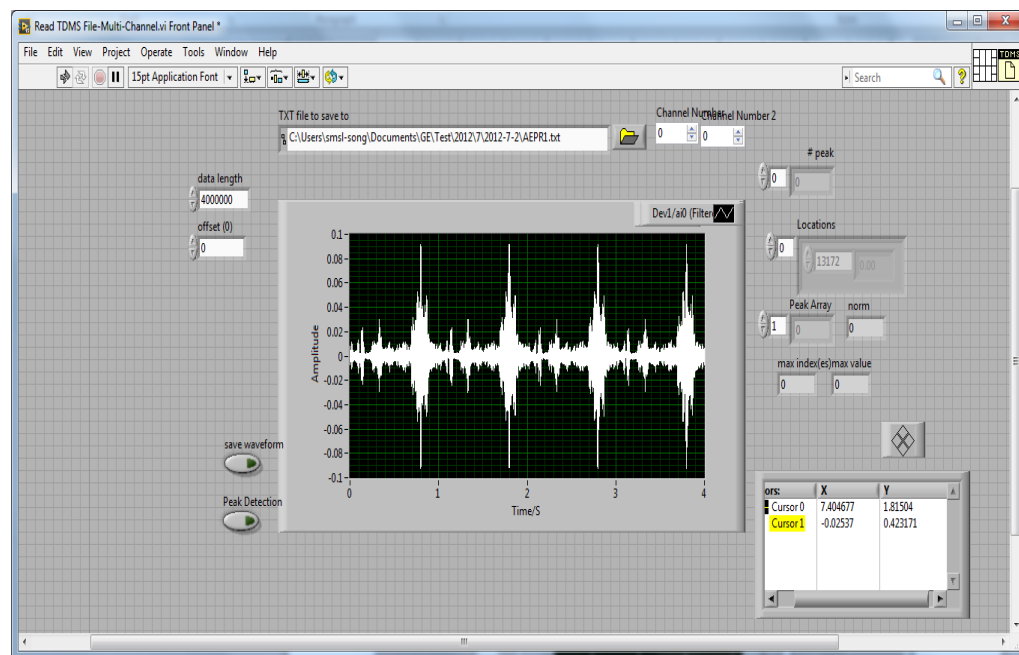 Read TDMS File-Multi-Channel.vi Front Panel *
File Edit View Project Operate Tools Window Help
15pt Application Font
Search
TDMS
TXT file to save to
C:\Users\smsl-song\Documents\GE\Test\2012\7\2012-7-2\AEPR1.txt
Channel Number
Channel Number 2
0
0
# peak
0
0
data length
4000000
offset (0)
0
Dev1/ai0 (Filter
Locations
0
13172
0.00
Peak Array
norm
1
0
0
max index(es)
max value
0
0
0.1
0.08
0.06
0.04
0.02
0
-0.02
-0.04
-0.06
-0.08
-0.1
Amplitude
0 1 2 3 4
Time/S
save waveform
Peak Detection
ors: X Y
Cursor 0 7.404677 1.81504
Cursor 1 -0.02537 0.423171